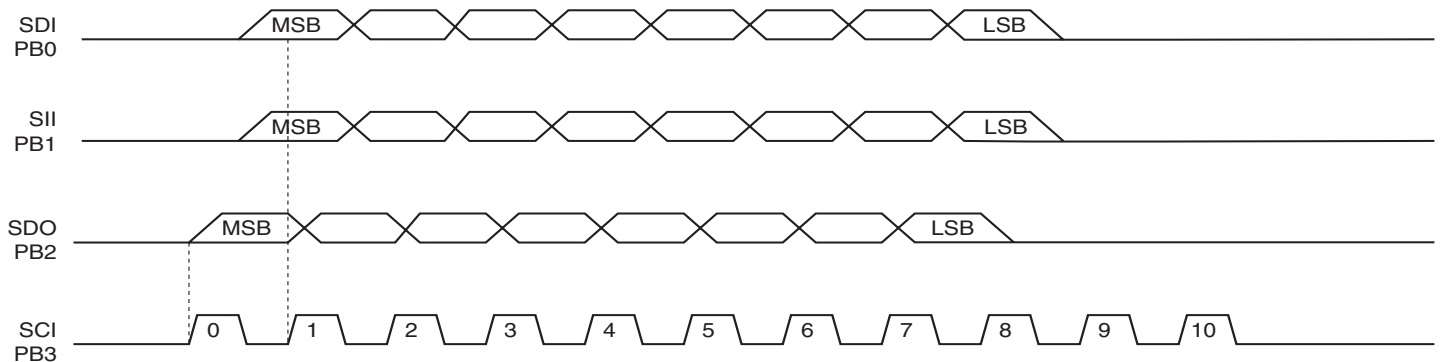 SDI
PB0
MSB LSB
SII
PB1
MSB LSB
SDO
PB2
MSB LSB
SCI
PB3
0 1 2 3 4 5 6 7 8 9 10